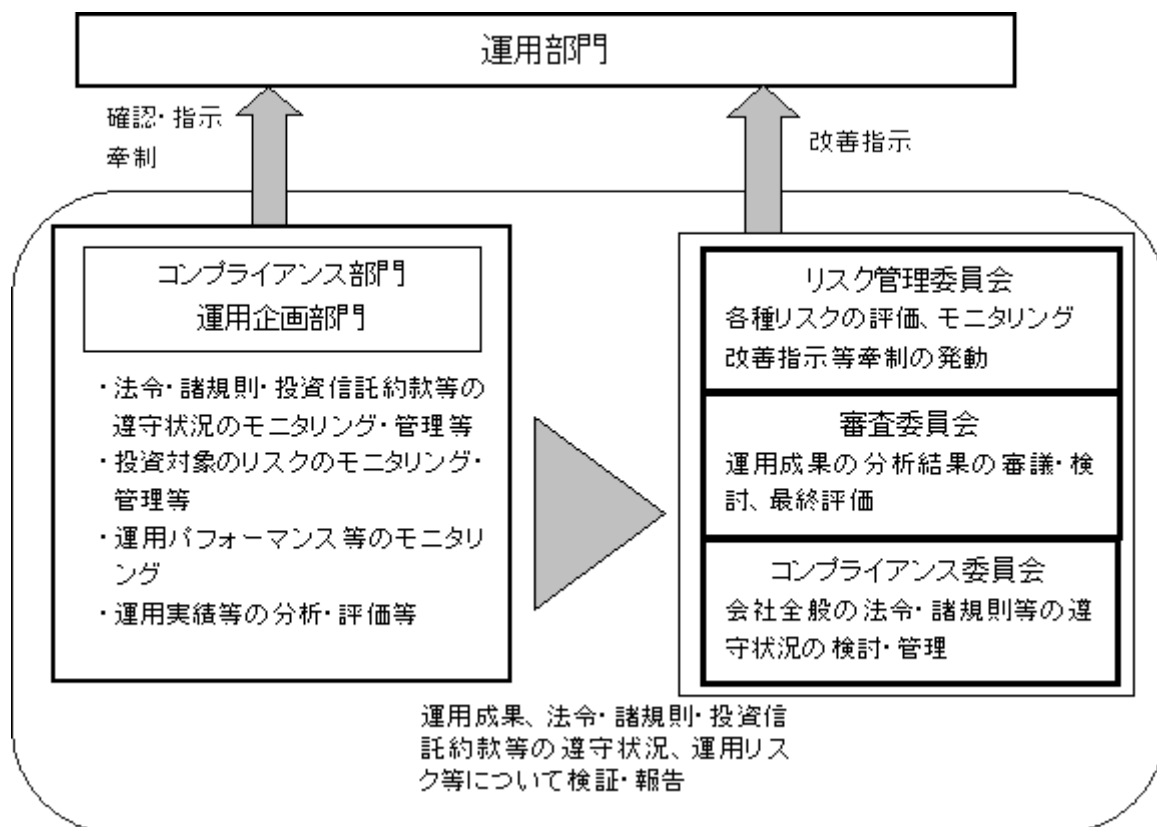 運用部門
確認・指示
牽制
改善指示
コンプライアンス部門
運用企画部門
・法令・諸規則・投資信託約款等の
遵守状況のモニタリング・管理等
・投資対象のリスクのモニタリング・
管理等
・運用パフォーマンス等のモニタリ
ング
・運用実績等の分析・評価等
リスク管理委員会
各種リスクの評価、モニタリング
改善指示等牽制の発動
審査委員会
運用成果の分析結果の審議・検
討、最終評価
コンプライアンス委員会
会社全般の法令・諸規則等の遵
守状況の検討・管理
運用成果、法令・諸規則・投資信
託約款等の遵守状況、運用リス
ク等について検証・報告